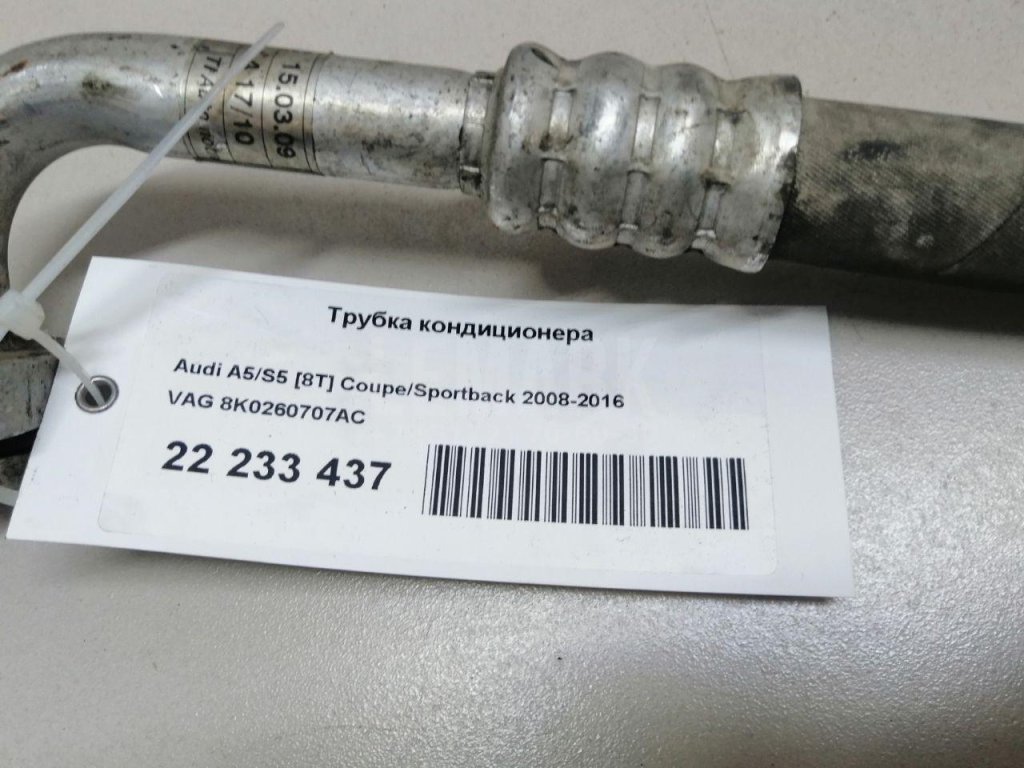 15.03.09
A 17/10
Трубка кондиционера
Audi A5/S5 [8T] Coupe/Sportback 2008-2016
VAG 8K0260707AC
22 233 437